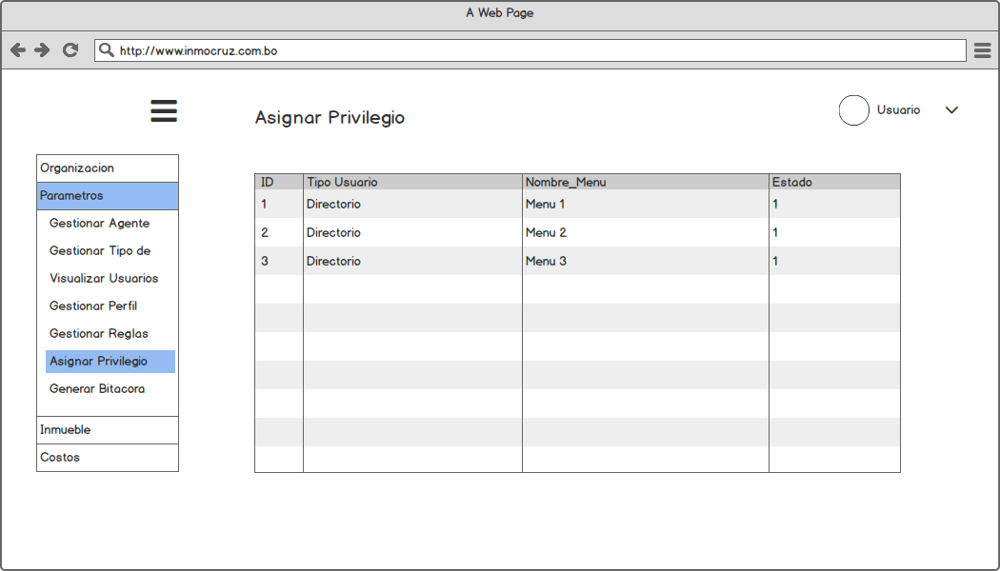 A Web Page
http://www.inmocruz.com.bo
Asignar Privilegio
Usuario
Organizacion
Parametros
Gestionar Agente
Gestionar Tipo de
Visualizar Usuarios
Gestionar Perfil
Gestionar Reglas
Asignar Privilegio
Generar Bitacora
Inmueble
Costos
ID Tipo Usuario Nombre_Menu Estado
1 Directorio Menu 1 1
2 Directorio Menu 2 1
3 Directorio Menu 3 1